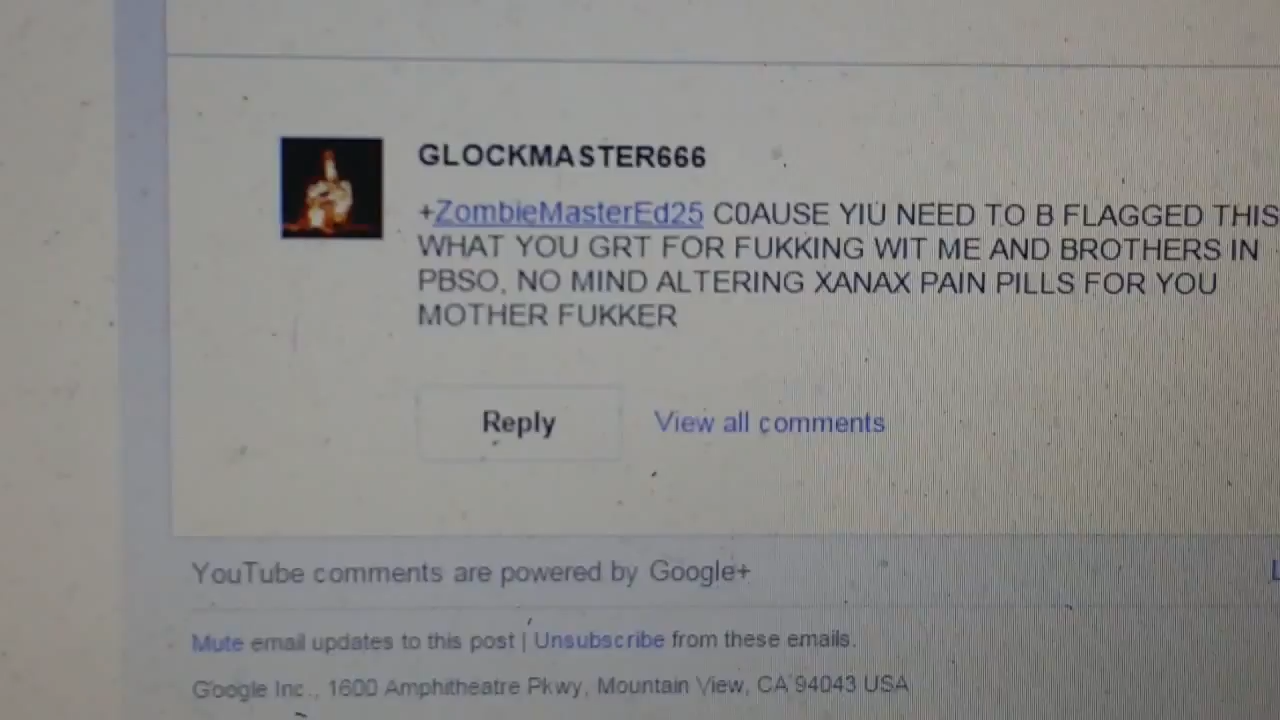 GLOCKMASTER666
+ZombieMasterEd25 C0AUSE YIU NEED TO B FLAGGED THIS
WHAT YOU GRT FOR FUKKING WIT ME AND BROTHERS IN
PBSO, NO MIND ALTERING XANAX PAIN PILLS FOR YOU
MOTHER FUKKER
Reply View all comments
YouTube comments are powered by Google+
Mute email updates to this post | Unsubscribe from these emails.
Google Inc., 1600 Amphitheatre Pkwy, Mountain View, CA 94043 USA